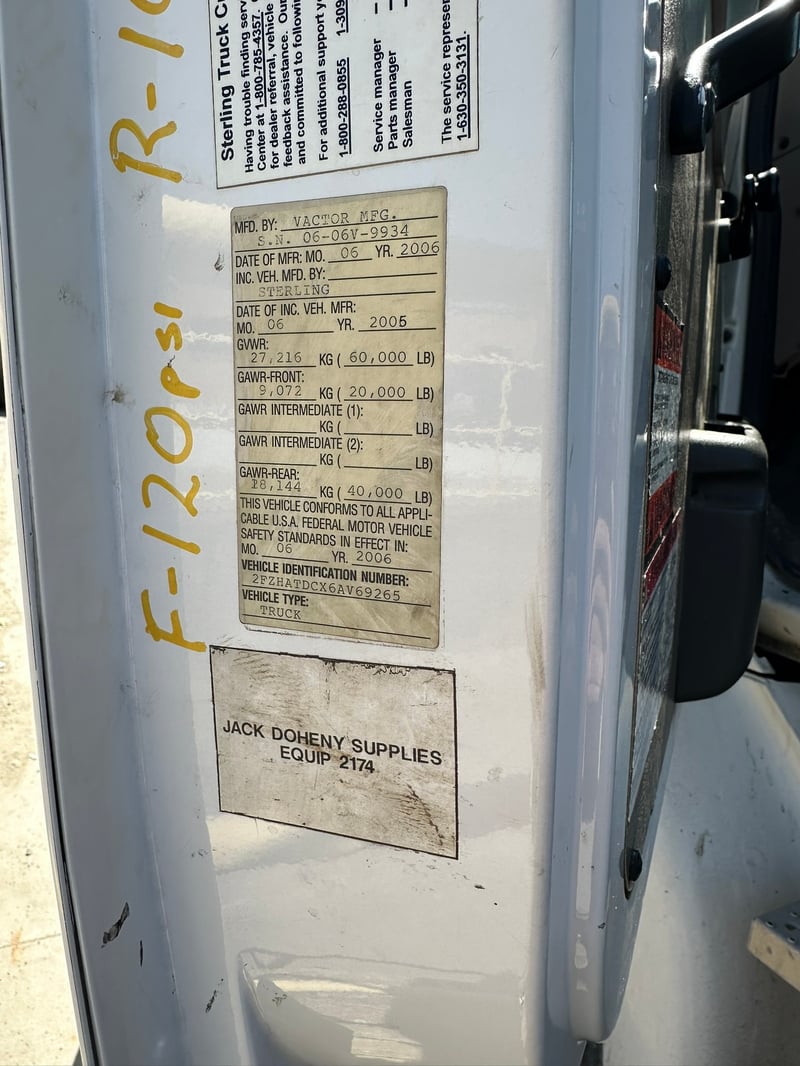 Sterling Truck
Having trouble finding
Center at 1-800-785-4357.
for dealer referral, vehicle
feedback assistance.
and committed to
For additional support
1-800-288-0855
Service manager
Parts manager
Salesman
The service
1-630-350-3131.
MFD. BY: VACTOR MFG.
S.N. 06-06V-9934
DATE OF MFR: MO. 06 YR. 2006
INC. VEH. MFD. BY:
STERLING
DATE OF INC. VEH. MFR:
MO. 06 YR. 2005
GVWR:
27,216 KG ( 60,000 LB)
GAWR-FRONT:
9,072 KG ( 20,000 LB)
GAWR INTERMEDIATE (1):
KG ( LB)
GAWR INTERMEDIATE (2):
KG ( LB)
GAWR-REAR:
18,144 KG ( 40,000 LB)
THIS VEHICLE CONFORMS TO ALL APPLI-
CABLE U.S.A. FEDERAL MOTOR VEHICLE
SAFETY STANDARDS IN EFFECT IN:
MO. 06 YR. 2006
VEHICLE IDENTIFICATION NUMBER:
2FZHATDCX6AV69265
VEHICLE TYPE:
TRUCK
JACK DOHENY SUPPLIES
EQUIP 2174
F-120PSI R-10